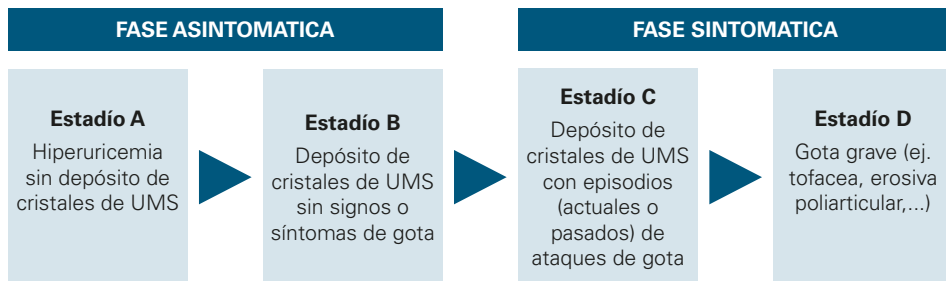 FASE ASINTOMATICA
FASE SINTOMATICA
Estadío A
Hiperuricemia
sin depósito de
cristales de UMS
Estadío B
Depósito de
cristales de UMS
sin signos o
síntomas de gota
Estadío C
Depósito de
cristales de UMS
con episodios
(actuales o
pasados) de
ataques de gota
Estadío D
Gota grave (ej.
tofacea, erosiva
poliarticular,...)